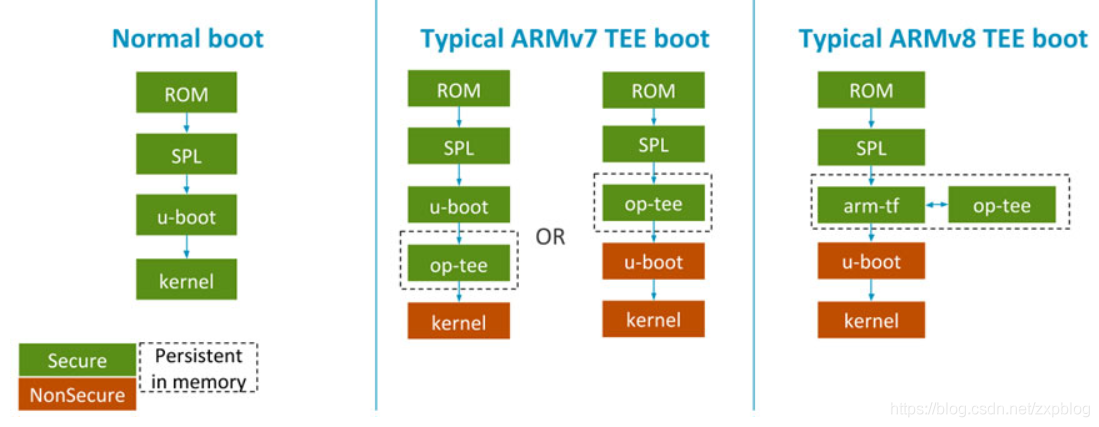 Normal boot
ROM
SPL
u-boot
kernel
Secure
NonSecure
Persistent
in memory
Typical ARMv7 TEE boot
ROM
SPL
u-boot
op-tee
kernel
OR
ROM
SPL
op-tee
u-boot
kernel
Typical ARMv8 TEE boot
ROM
SPL
arm-tf
op-tee
u-boot
kernel
https://blog.csdn.net/zxpblog